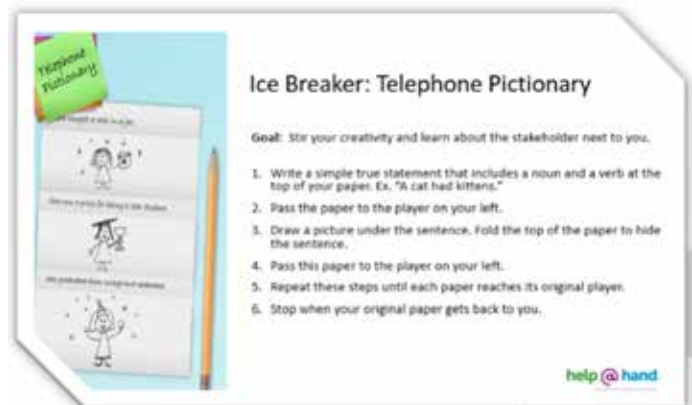 Telephone
Pictionary
Ice Breaker: Telephone Pictionary
Goal: Stir your creativity and learn about the stakeholder next to you.
1. Write a simple true statement that includes a noun and a verb at the
top of your paper. Ex. "A cat had kittens."
2. Pass the paper to the player on your left.
3. Draw a picture under the sentence. Fold the top of the paper to hide
the sentence.
4. Pass this paper to the player on your left.
5. Repeat these steps until each paper reaches its original player.
6. Stop when your original paper gets back to you.
help @ hand